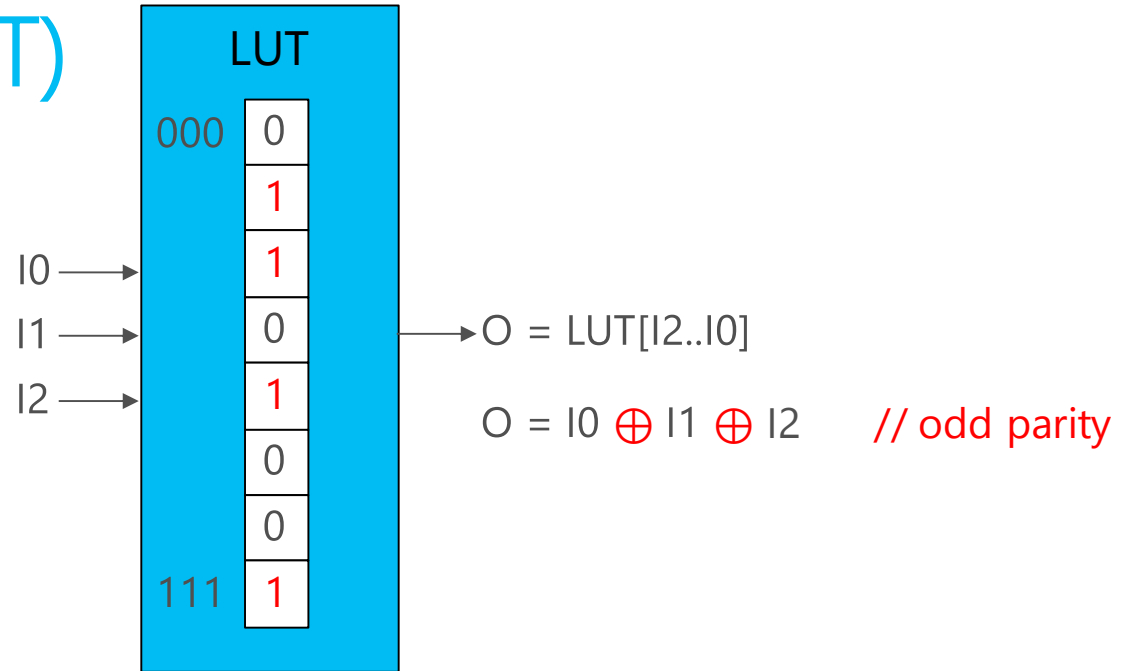 T)
LUT
000 0
1
1
I0
0
I1
O = LUT[I2..I0]
1
I2
O = I0 ⊕ I1 ⊕ I2 // odd parity
0
0
111 1